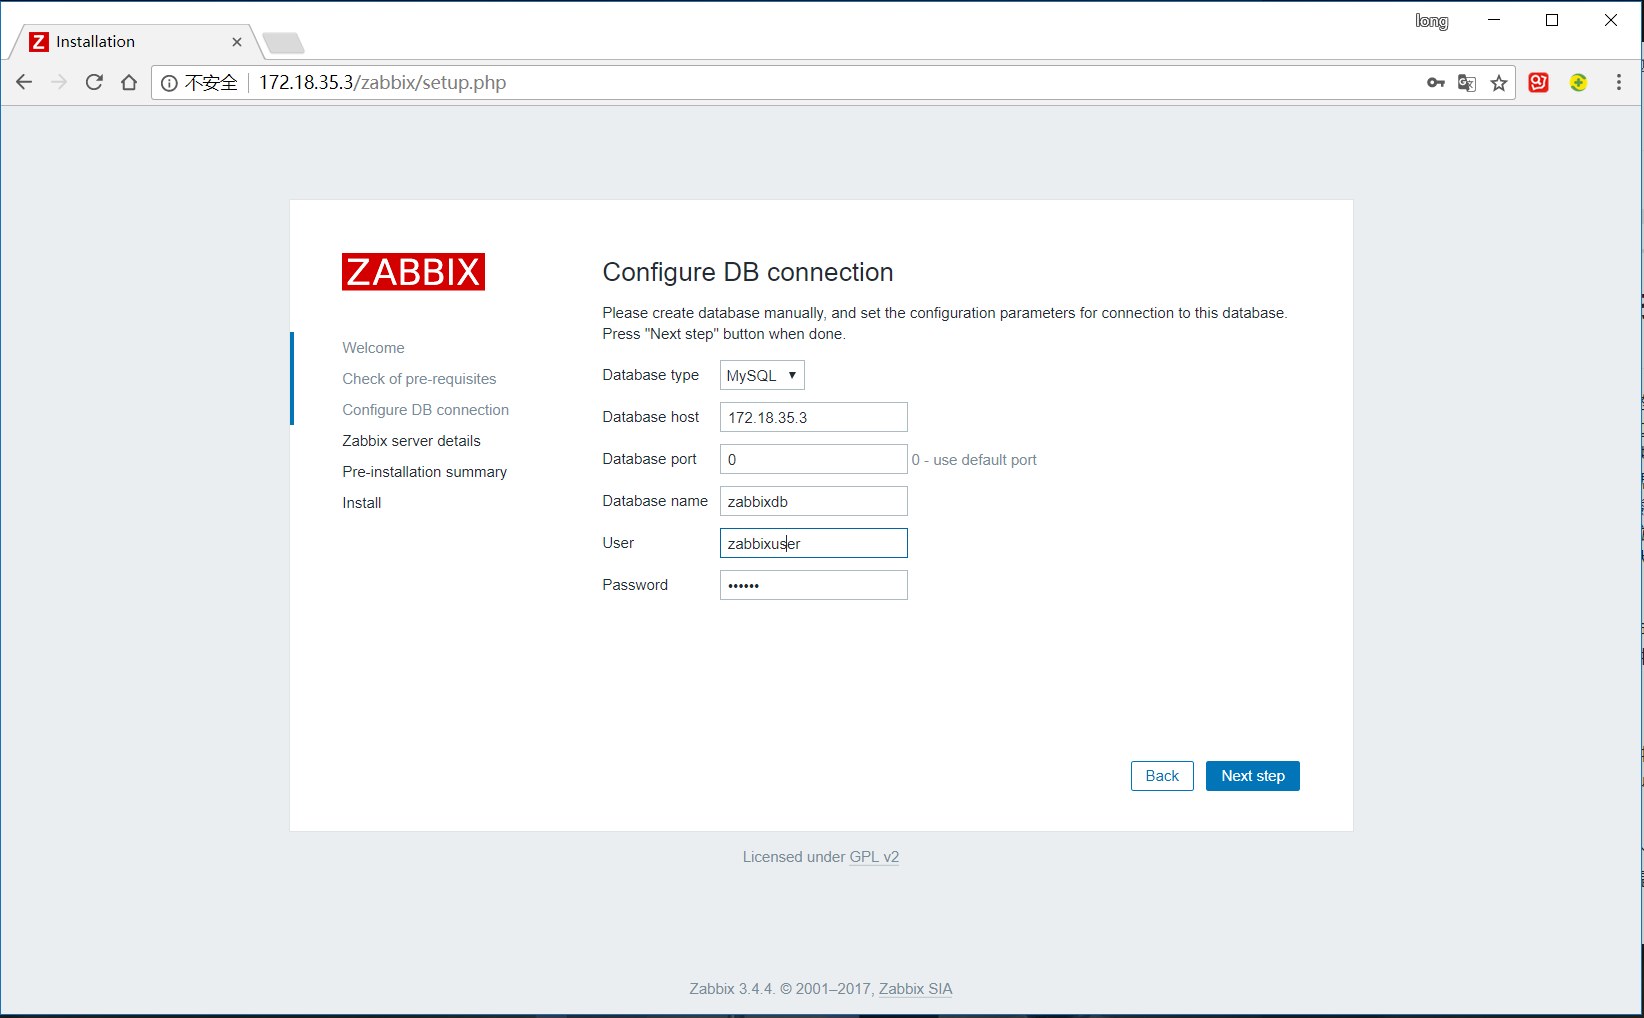 long
Z Installation
不安全 172.18.35.3/zabbix/setup.php
ZABBIX
Welcome
Check of pre-requisites
Configure DB connection
Zabbix server details
Pre-installation summary
Install
Configure DB connection
Please create database manually, and set the configuration parameters for connection to this database.
Press "Next step" button when done.
Database type MySQL
Database host 172.18.35.3
Database port 0 0 - use default port
Database name zabbixdb
User zabbixuser
Password ••••••
Back Next step
Licensed under GPL v2
Zabbix 3.4.4. © 2001–2017, Zabbix SIA